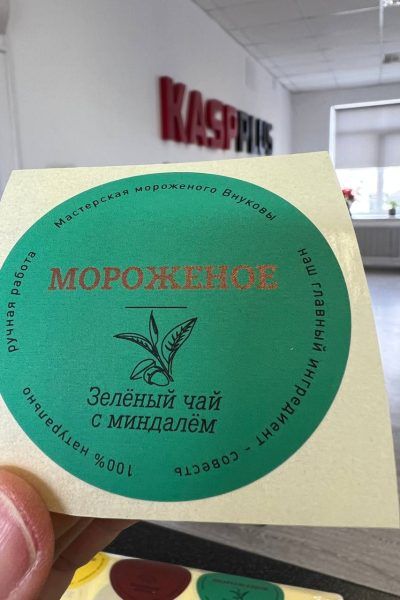 KASPPLUS
Мастерская мороженого Внуковы
наш главный ингредиент - совесть
100% натурально
ручная работа
МОРОЖЕНОЕ
Зелёный чай
с миндалём